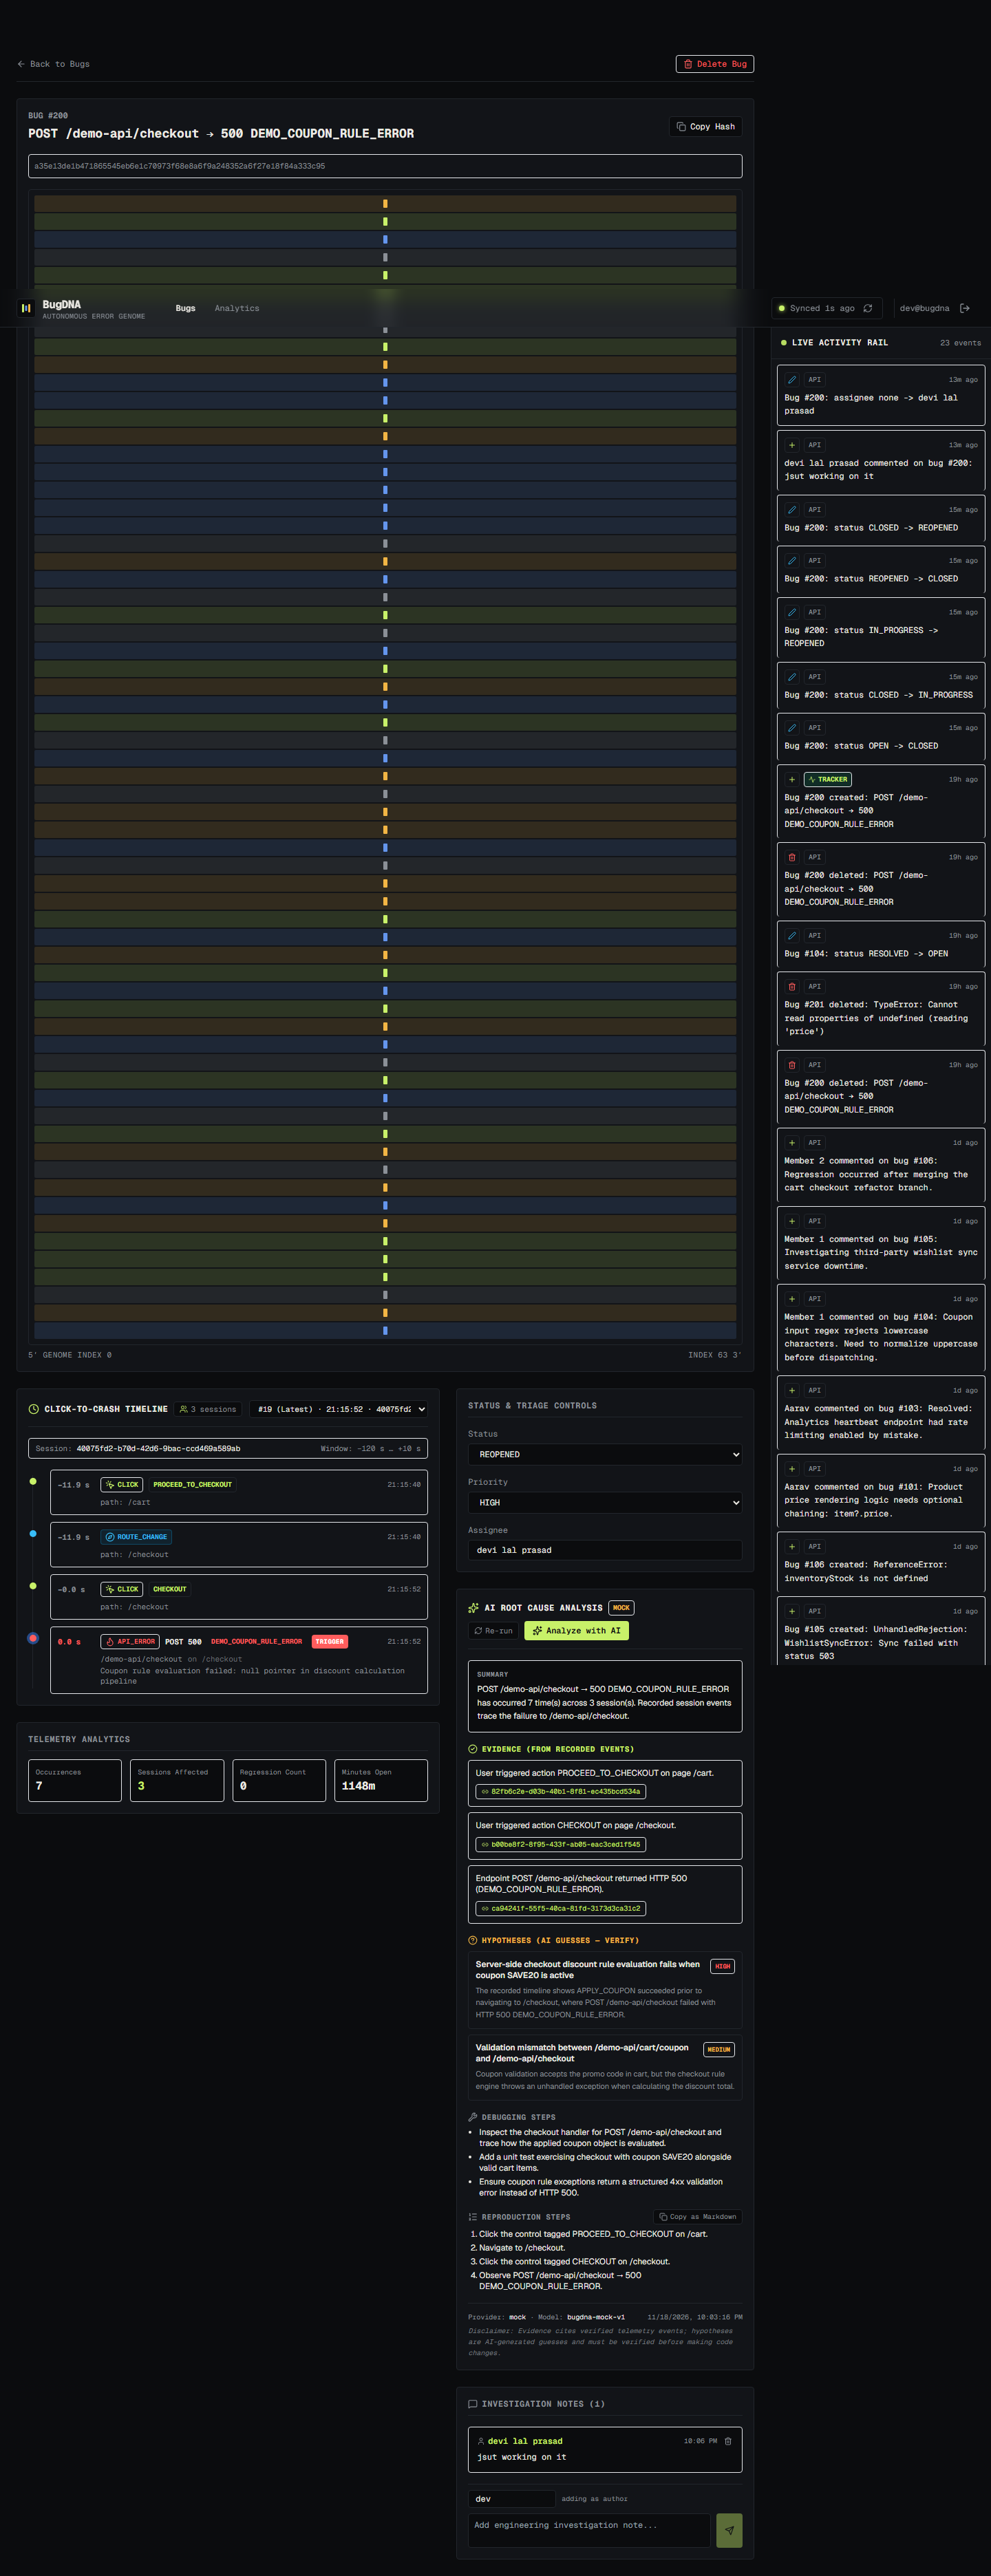 Back to Bugs
Delete Bug
BUG #200
POST /demo-api/checkout → 500 DEMO_COUPON_RULE_ERROR
Copy Hash
BugDNA
AUTONOMOUS ERROR GENOME
Bugs
Analytics
Synced 1s ago
dev@bugdna
5' GENOME INDEX 0
INDEX 63 3'
CLICK-TO-CRASH TIMELINE
3 sessions
#19 (Latest) · 21:15:52 · 40075fd2
Session: 40075fd2-b70d-42d6-9bac-ccd469a589ab
Window: -120 s … +10 s
-11.9 s
CLICK
PROCEED_TO_CHECKOUT
21:15:40
path: /cart
-11.9 s
ROUTE_CHANGE
21:15:40
path: /checkout
-0.0 s
CLICK
CHECKOUT
21:15:52
path: /checkout
0.0 s
API_ERROR
POST 500
DEMO_COUPON_RULE_ERROR
TRIGGER
21:15:52
/demo-api/checkout on /checkout
Coupon rule evaluation failed: null pointer in discount calculation
pipeline
TELEMETRY ANALYTICS
Occurrences
7
Sessions Affected
3
Regression Count
0
Minutes Open
1148m
STATUS & TRIAGE CONTROLS
Status
REOPENED
Priority
HIGH
Assignee
devi lal prasad
AI ROOT CAUSE ANALYSIS
MOCK
Re-run
Analyze with AI
SUMMARY
POST /demo-api/checkout → 500 DEMO_COUPON_RULE_ERROR
has occurred 7 time(s) across 3 session(s). Recorded session events
trace the failure to /demo-api/checkout.
EVIDENCE (FROM RECORDED EVENTS)
User triggered action PROCEED_TO_CHECKOUT on page /cart.
82fb6c2e-d03b-40b1-8f81-ec435bcd534a
User triggered action CHECKOUT on page /checkout.
b00be8f2-8f95-433f-ab05-eac3ced1f545
Endpoint POST /demo-api/checkout returned HTTP 500
(DEMO_COUPON_RULE_ERROR).
ca94241f-55f5-40ca-81fd-3173d3ca31c2
HYPOTHESES (AI GUESSES — VERIFY)
Server-side checkout discount rule evaluation fails when
coupon SAVE20 is active
HIGH
The recorded timeline shows APPLY_COUPON succeeded prior to
navigating to /checkout, where POST /demo-api/checkout failed with
HTTP 500 DEMO_COUPON_RULE_ERROR.
Validation mismatch between /demo-api/cart/coupon
and /demo-api/checkout
MEDIUM
Coupon validation accepts the promo code in cart, but the checkout rule
engine throws an unhandled exception when calculating the discount total.
DEBUGGING STEPS
• Inspect the checkout handler for POST /demo-api/checkout and
trace how the applied coupon object is evaluated.
• Add a unit test exercising checkout with coupon SAVE20 alongside
valid cart items.
• Ensure coupon rule exceptions return a structured 4xx validation
error instead of HTTP 500.
REPRODUCTION STEPS
Copy as Markdown
1. Click the control tagged PROCEED_TO_CHECKOUT on /cart.
2. Navigate to /checkout.
3. Click the control tagged CHECKOUT on /checkout.
4. Observe POST /demo-api/checkout → 500
DEMO_COUPON_RULE_ERROR.
Provider: mock · Model: bugdna-mock-v1
11/18/2026, 10:03:16 PM
Disclaimer: Evidence cites verified telemetry events; hypotheses
are AI-generated guesses and must be verified before making code
changes.
INVESTIGATION NOTES (1)
devi lal prasad
10:06 PM
jsut working on it
dev
adding as author
Add engineering investigation note...
LIVE ACTIVITY RAIL
23 events
API
13m ago
Bug #200: assignee none -> devi lal
prasad
API
13m ago
devi lal prasad commented on bug #200:
jsut working on it
API
15m ago
Bug #200: status CLOSED -> REOPENED
API
15m ago
Bug #200: status REOPENED -> CLOSED
API
15m ago
Bug #200: status IN_PROGRESS ->
REOPENED
API
15m ago
Bug #200: status CLOSED -> IN_PROGRESS
API
15m ago
Bug #200: status OPEN -> CLOSED
TRACKER
19h ago
Bug #200 created: POST /demo-
api/checkout → 500
DEMO_COUPON_RULE_ERROR
API
19h ago
Bug #200 deleted: POST /demo-
api/checkout → 500
DEMO_COUPON_RULE_ERROR
API
19h ago
Bug #104: status RESOLVED -> OPEN
API
19h ago
Bug #201 deleted: TypeError: Cannot
read properties of undefined (reading
'price')
API
19h ago
Bug #200 deleted: POST /demo-
api/checkout → 500
DEMO_COUPON_RULE_ERROR
API
1d ago
Member 2 commented on bug #106:
Regression occurred after merging the
cart checkout refactor branch.
API
1d ago
Member 1 commented on bug #105:
Investigating third-party wishlist sync
service downtime.
API
1d ago
Member 1 commented on bug #104: Coupon
input regex rejects lowercase
characters. Need to normalize uppercase
before dispatching.
API
1d ago
Aarav commented on bug #103: Resolved:
Analytics heartbeat endpoint had rate
limiting enabled by mistake.
API
1d ago
Aarav commented on bug #101: Product
price rendering logic needs optional
chaining: item?.price.
API
1d ago
Bug #106 created: ReferenceError:
inventoryStock is not defined
API
1d ago
Bug #105 created: UnhandledRejection:
WishlistSyncError: Sync failed with
status 503